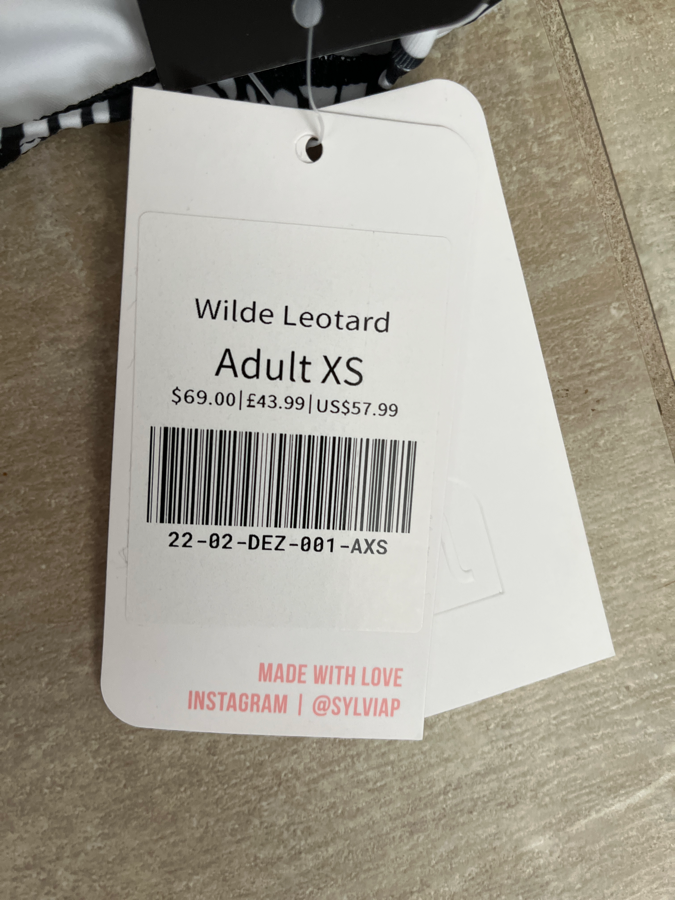 Wilde Leotard
Adult XS
$69.00|£43.99|US$57.99
22-02-DEZ-001-AXS
MADE WITH LOVE
INSTAGRAM | @SYLVIAP